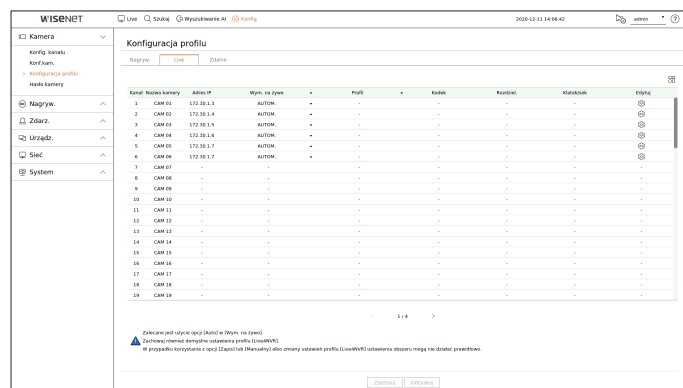 WISENET
Live Szukaj Wyszukiwanie AI Konfig
2020-12-11 14:08:42 admin
Kamera
Konfig. kanału
Konf.kam.
Konfiguracja profilu
Hasło kamery
Nagryw.
Zdarz.
Urządz.
Sieć
System
Konfiguracja profilu
Nagryw. Live Zdalne
Kanał Nazwa kamery Adres IP Wym. na żywo Profil Kodek Rozdziel. Klatek/sek Edytuj
1 CAM 01 172.30.1.3 AUTOM. - - - -
2 CAM 02 172.30.1.4 AUTOM. - - - -
3 CAM 03 172.30.1.5 AUTOM. - - - -
4 CAM 04 172.30.1.6 AUTOM. - - - -
5 CAM 05 172.30.1.7 AUTOM. - - - -
6 CAM 06 172.30.1.7 AUTOM. - - - -
7 CAM 07 - - - - - - -
8 CAM 08 - - - - - - -
9 CAM 09 - - - - - - -
10 CAM 10 - - - - - - -
11 CAM 11 - - - - - - -
12 CAM 12 - - - - - - -
13 CAM 13 - - - - - - -
14 CAM 14 - - - - - - -
15 CAM 15 - - - - - - -
16 CAM 16 - - - - - - -
17 CAM 17 - - - - - - -
18 CAM 18 - - - - - - -
19 CAM 19 - - - - - - -
1 / 4
Zalecane jest użycie opcji [Auto] w [Wym. na żywo].
Zachowaj również domyślne ustawienia profilu [Live4NVR].
W przypadku korzystania z opcji [Zapis] lub [Manualny] albo zmiany ustawień profilu [Live4NVR] ustawienia obszaru mogą nie działać prawidłowo.
Zastosuj Odzyskaj